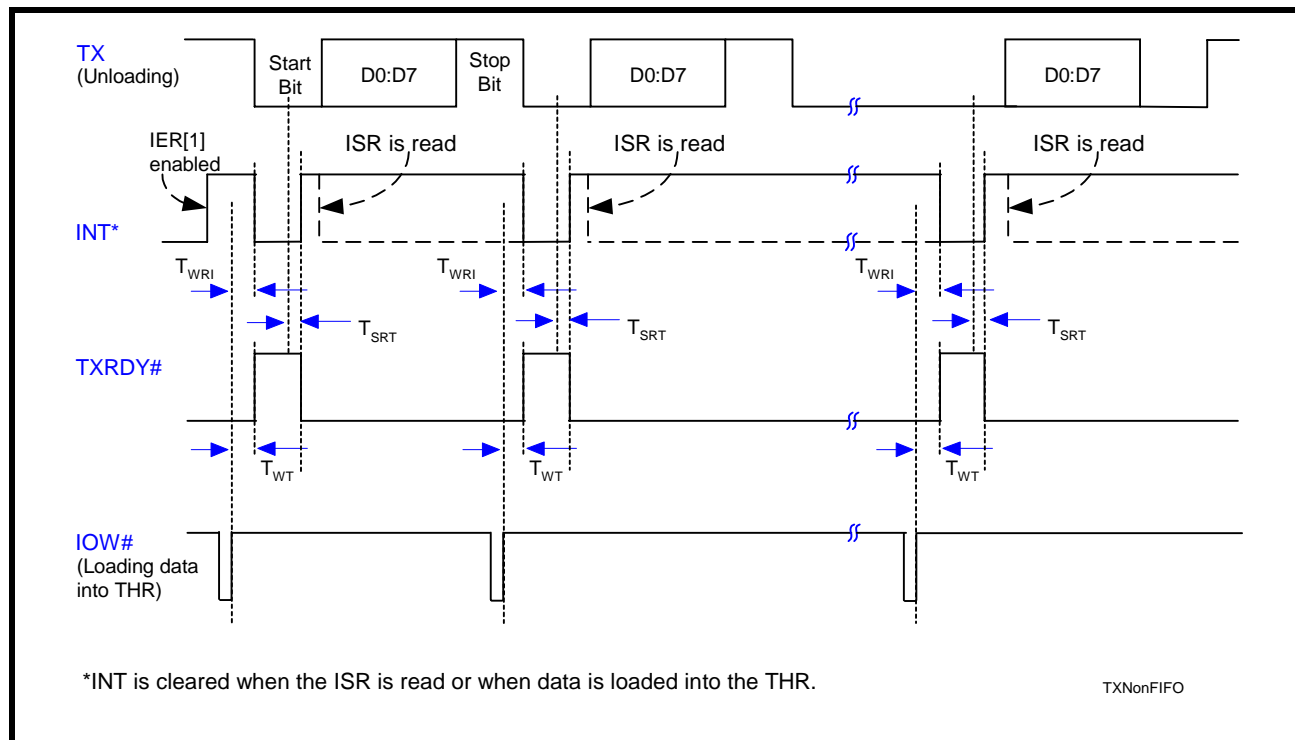 TX
(Unloading)
Start
Bit
D0:D7
Stop
Bit
D0:D7
D0:D7
IER[1]
enabled
ISR is read
ISR is read
ISR is read
INT*
TWRI
TWRI
TWRI
TSRT
TSRT
TSRT
TXRDY#
TWT
TWT
TWT
IOW#
(Loading data
into THR)
*INT is cleared when the ISR is read or when data is loaded into the THR.
TXNonFIFO